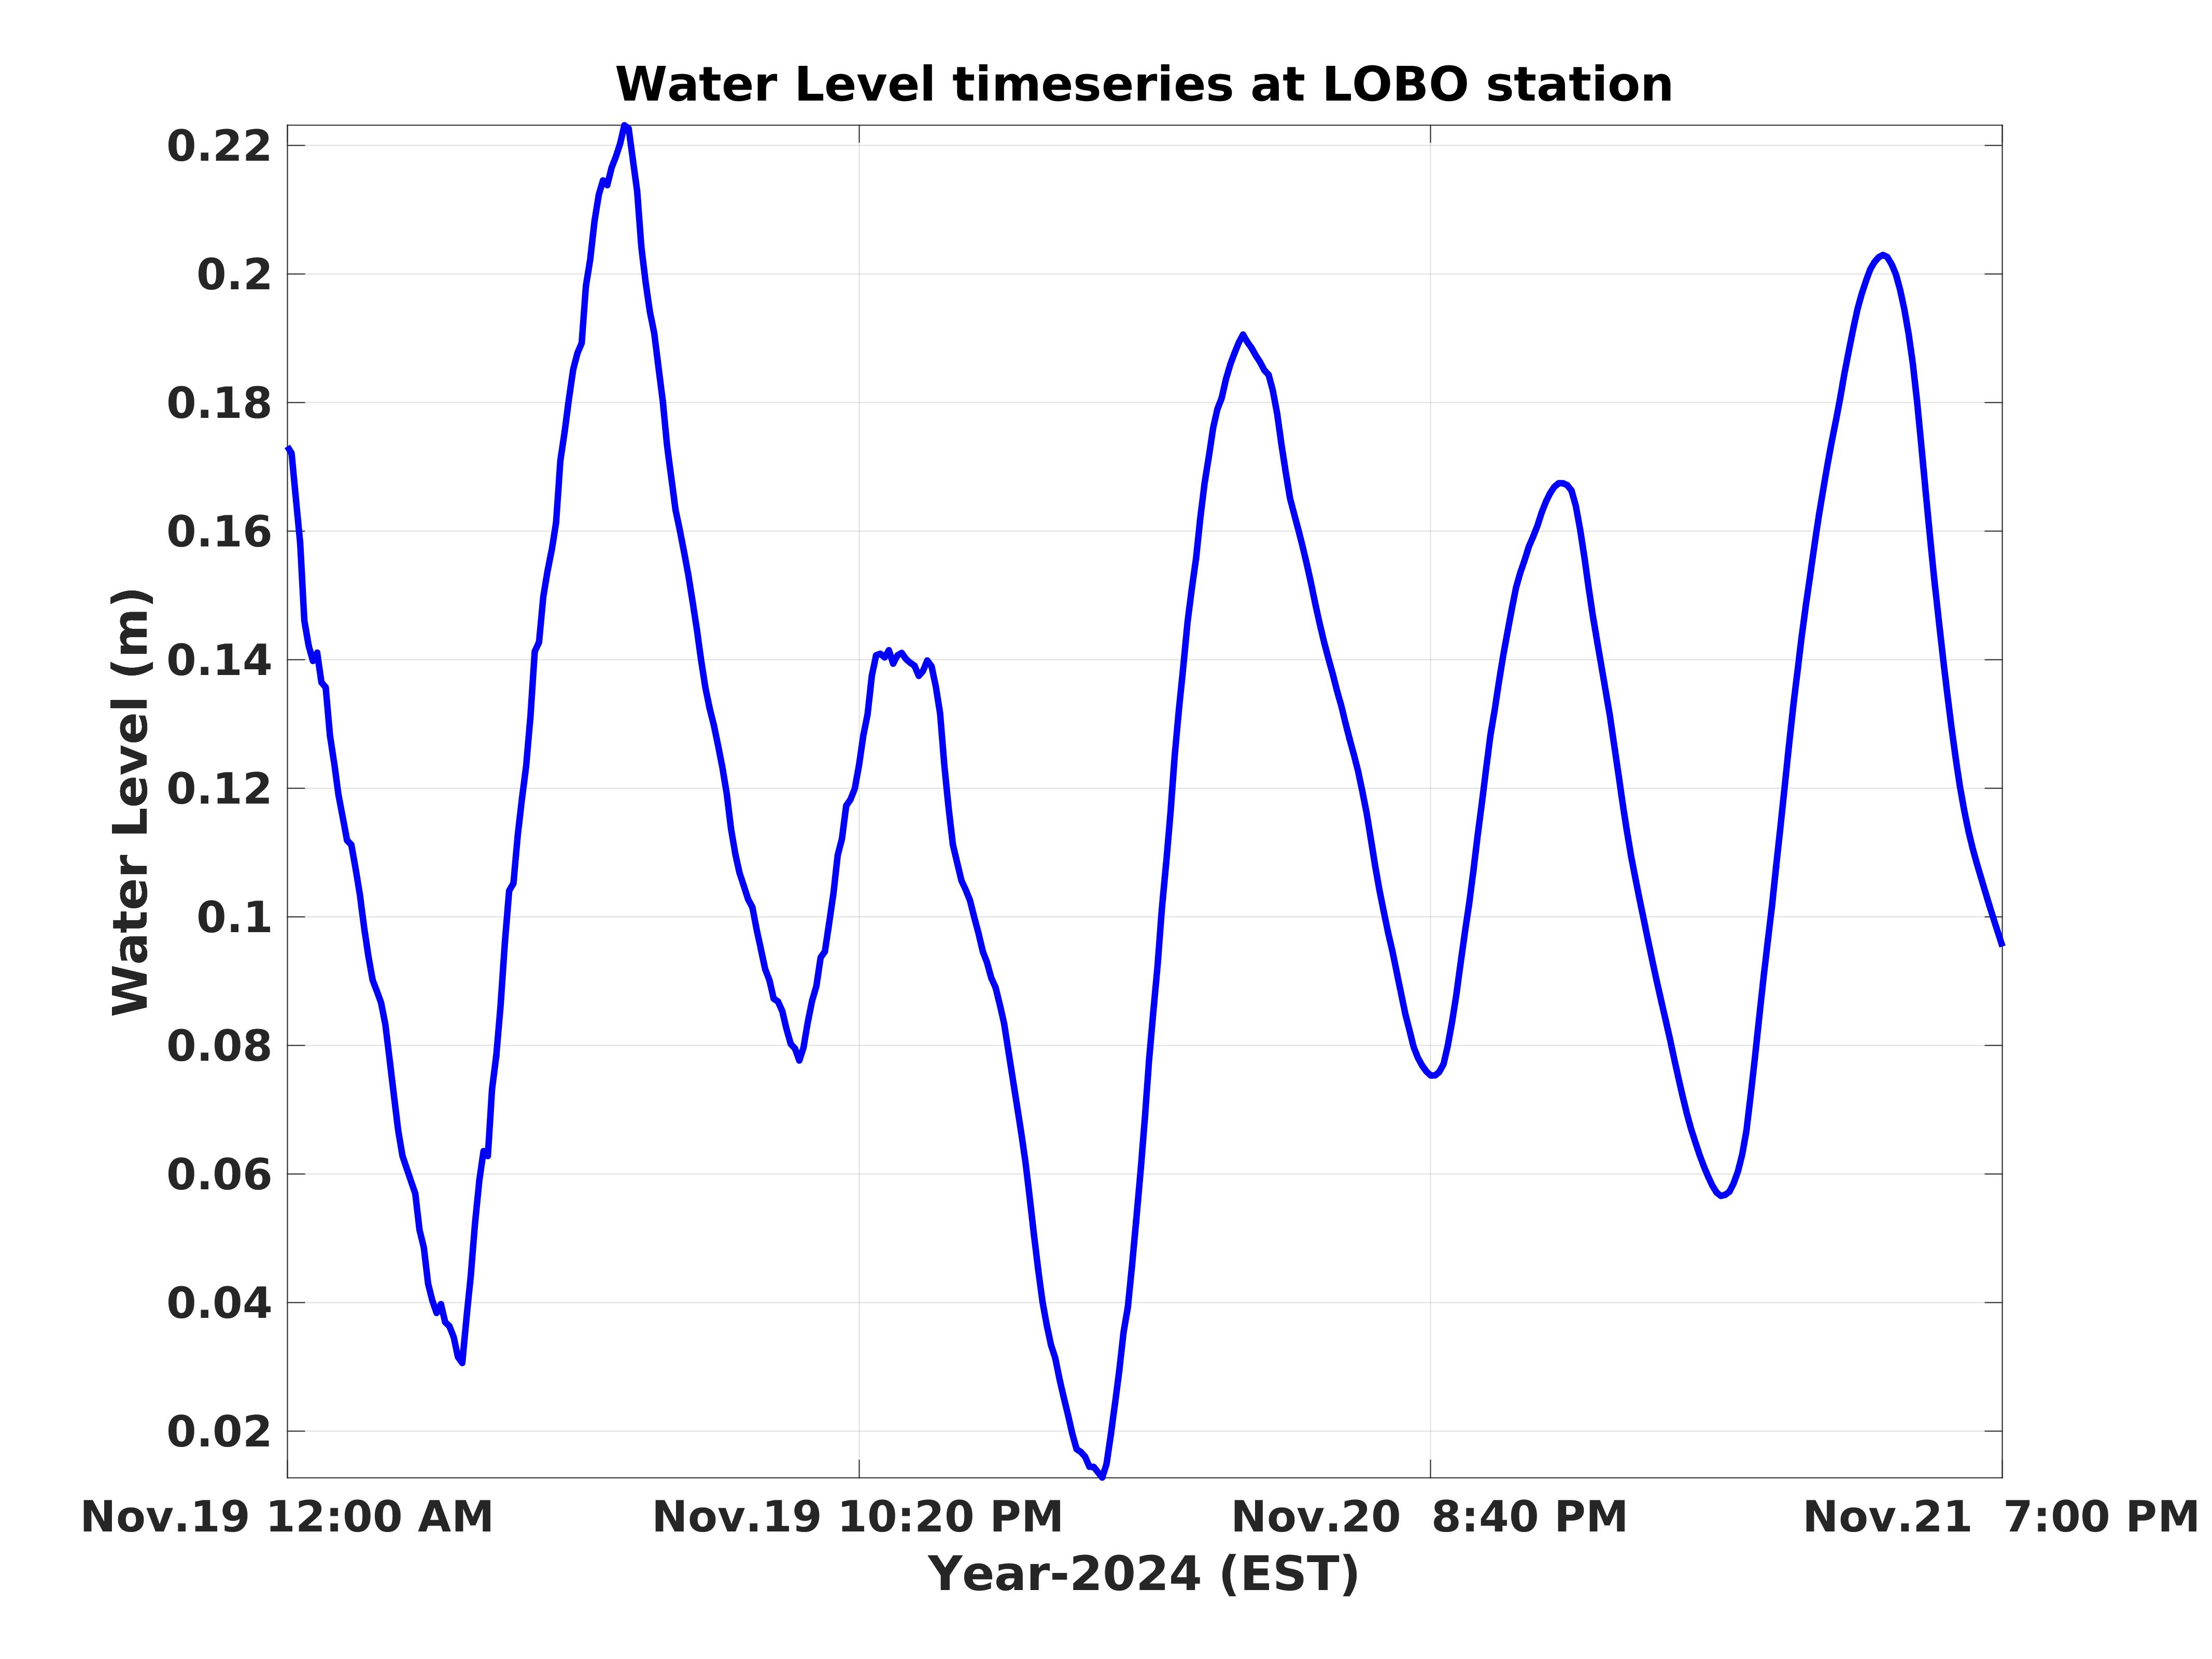 Water Level timeseries at LOBO station
Water Level (m)
0.22
0.2
0.18
0.16
0.14
0.12
0.1
0.08
0.06
0.04
0.02
Nov.19 12:00 AM Nov.19 10:20 PM Nov.20 8:40 PM Nov.21 7:00 PM
Year-2024 (EST)